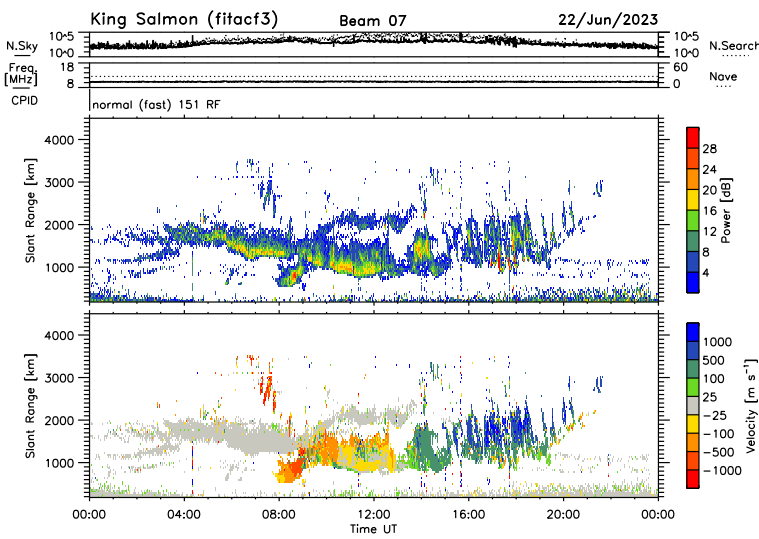 King Salmon (fitacf3) Beam 07 22/Jun/2023
N.Sky 10^5 10^0 10^5 10^0 N.Search
Freq. [MHz] 18 8 60 0 Nave
CPID normal (fast) 151 RF
Slant Range [km] 4000 3000 2000 1000
Power [dB] 28 24 20 16 12 8 4
Slant Range [km] 4000 3000 2000 1000
Velocity [m s⁻¹] 1000 500 100 25 −25 −100 −500 −1000
00:00 04:00 08:00 12:00 16:00 20:00 00:00
Time UT